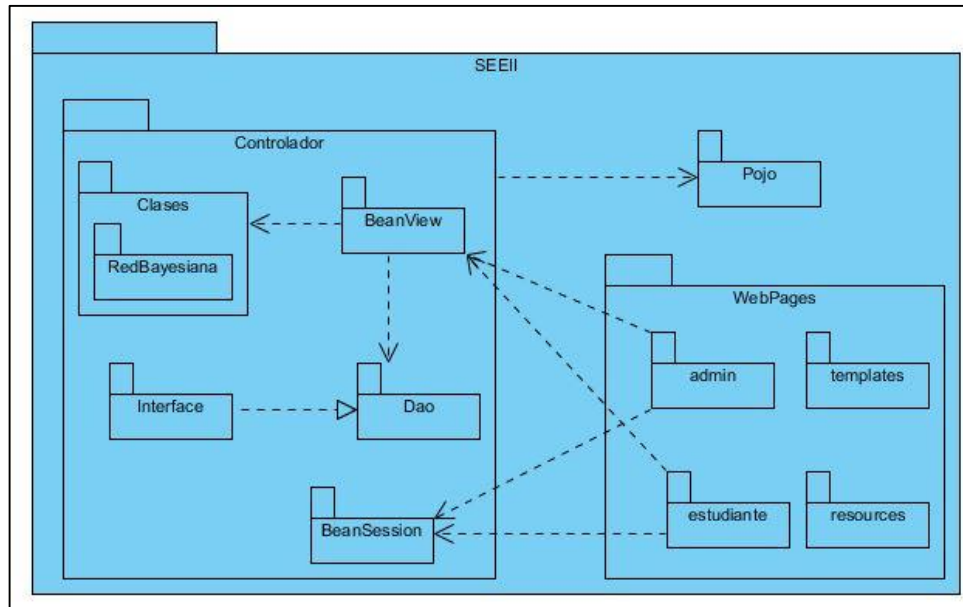 SEEII
Controlador
Pojo
Clases
BeanView
RedBayesiana
WebPages
admin
templates
Interface
Dao
BeanSession
estudiante
resources